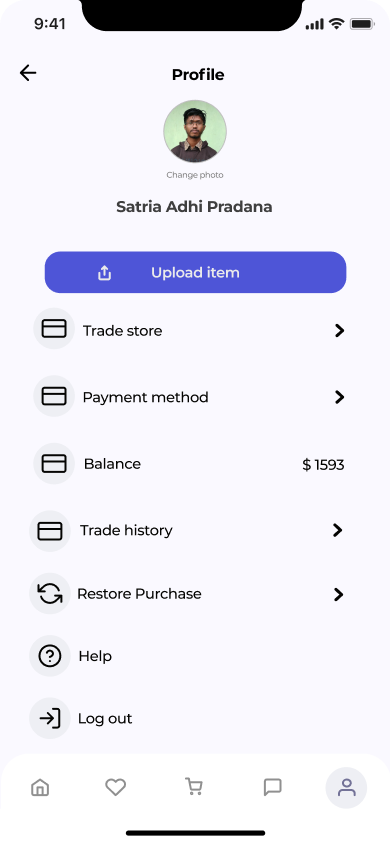 9:41
Profile
Change photo
Satria Adhi Pradana
Upload item
Trade store
Payment method
Balance
$ 1593
Trade history
Restore Purchase
Help
Log out